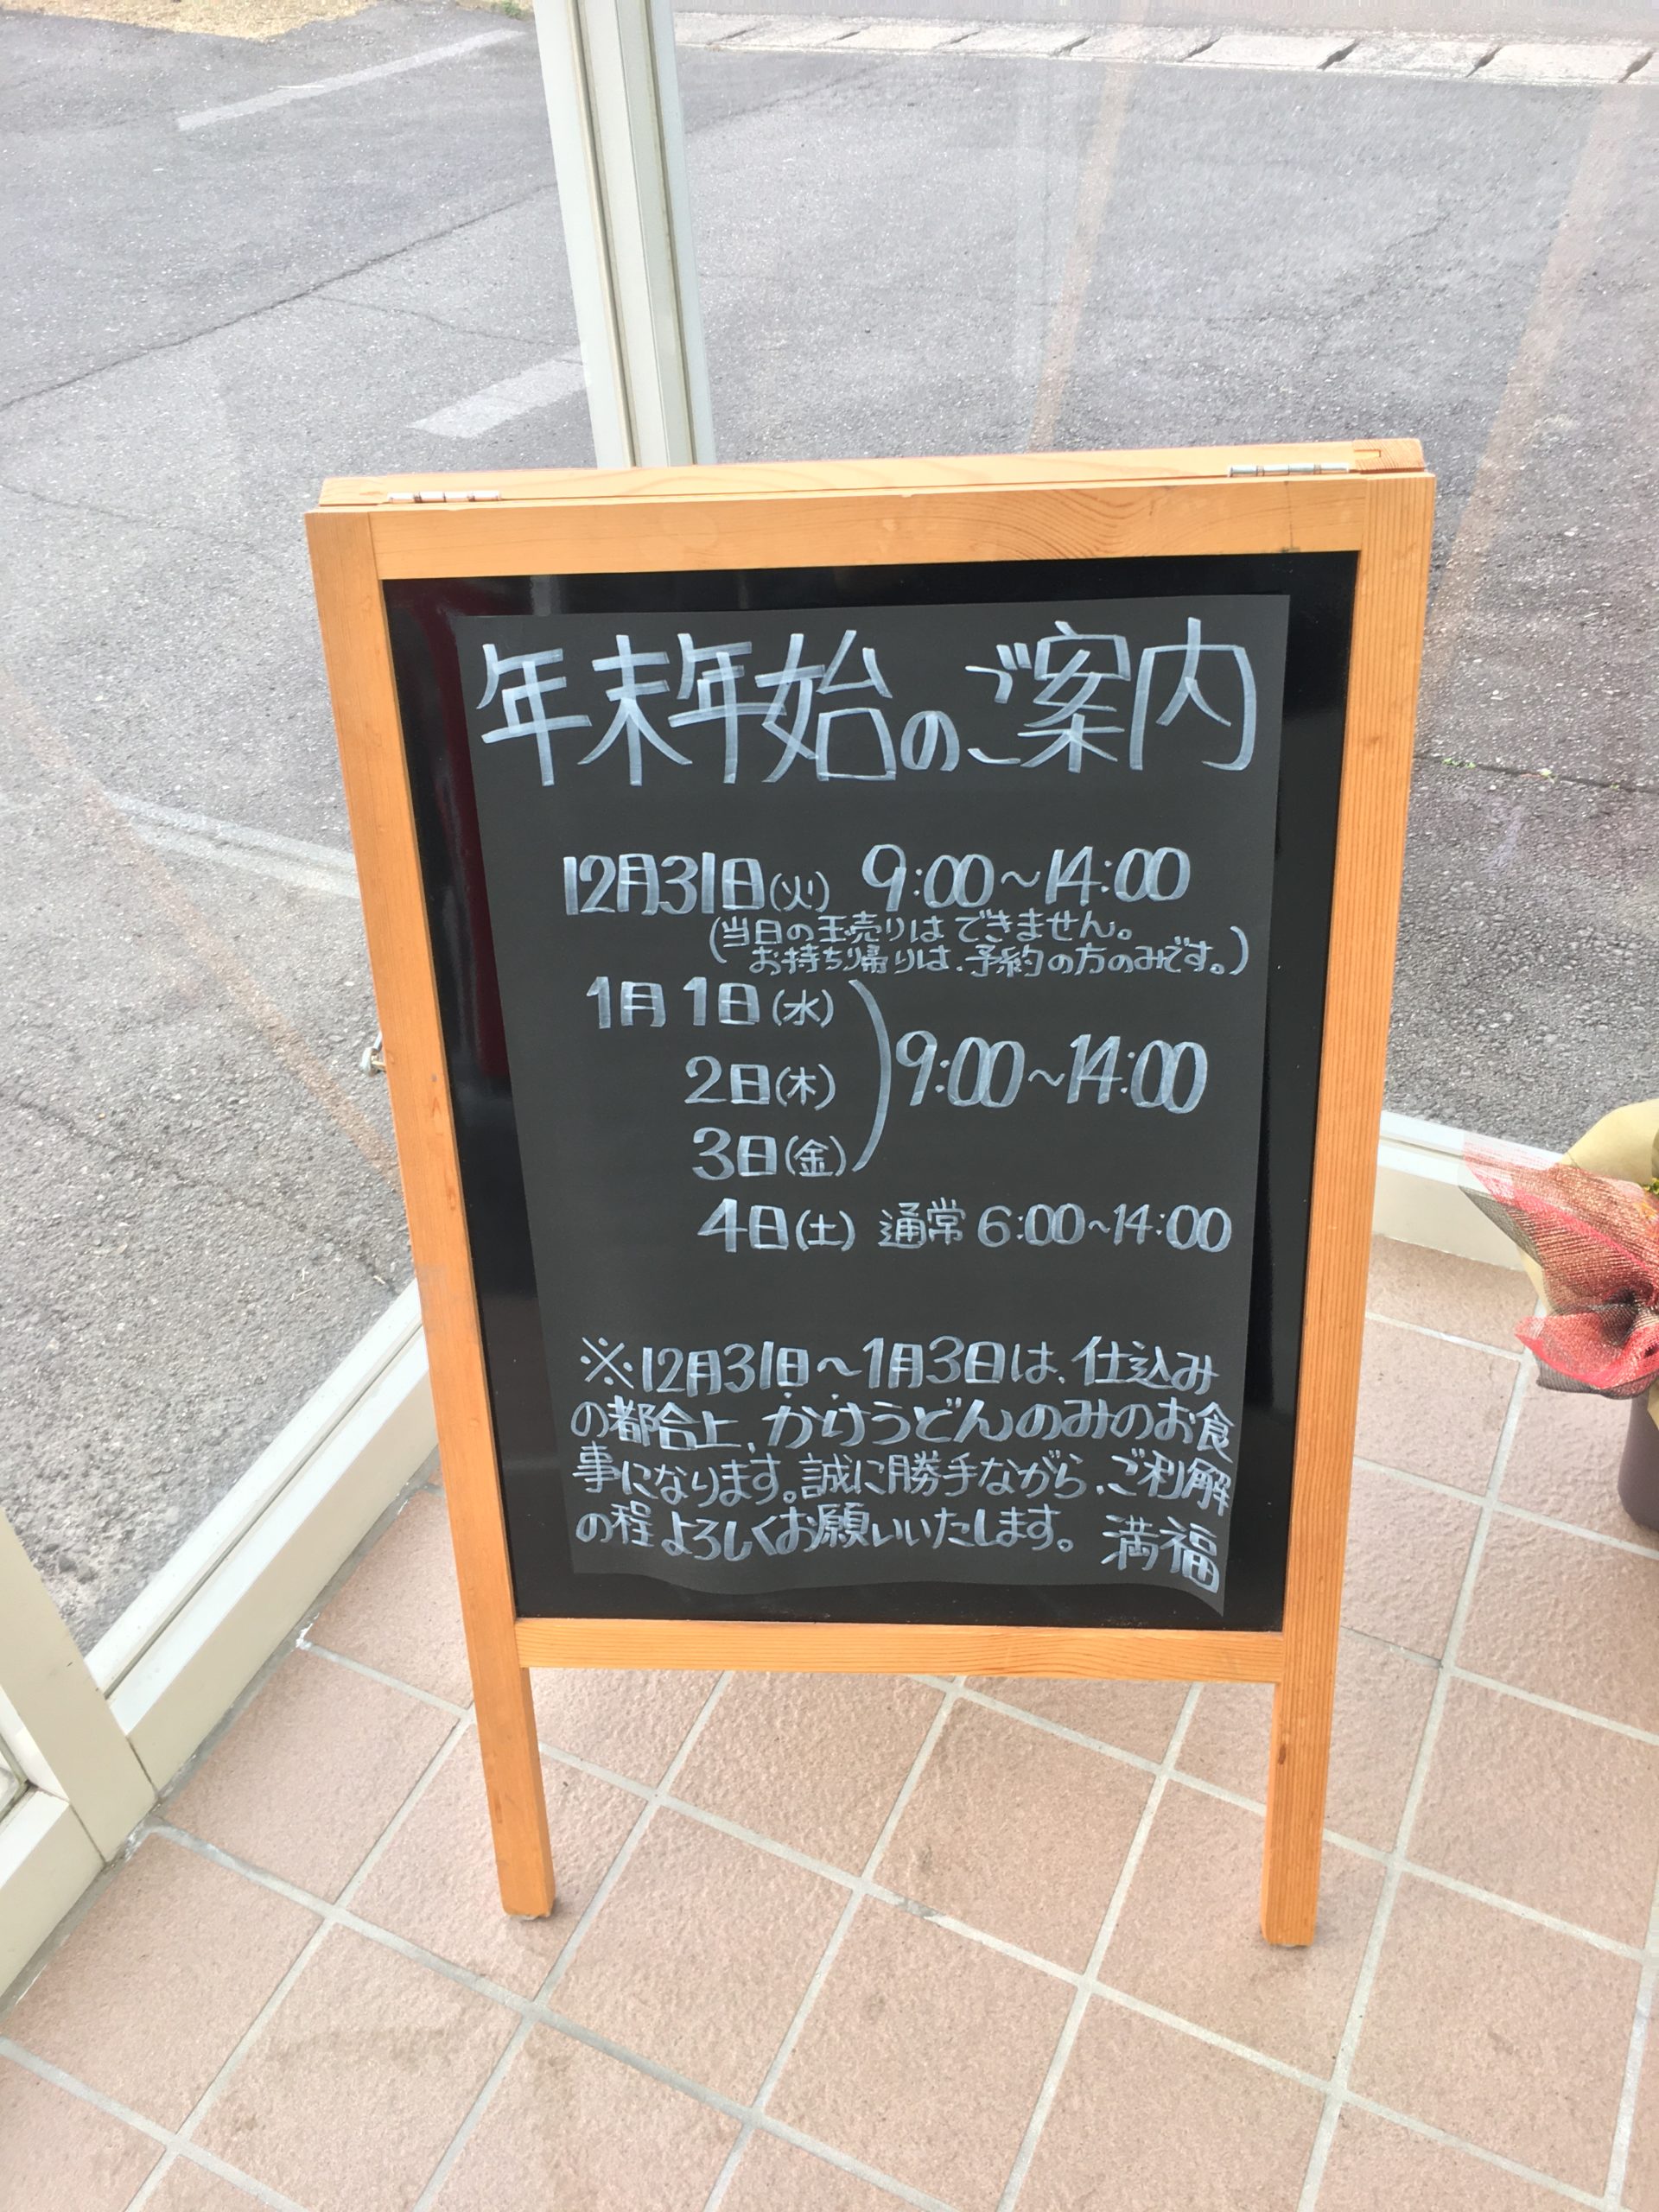 年末年始のご案内
12月31日(火) 9:00~14:00
(当日の玉売りはできません。
お持ち帰りは、予約の方のみです。)
1月1日(水)
2日(木) 9:00~14:00
3日(金)
4日(土) 通常 6:00~14:00
※12月31日~1月3日は、仕込み
の都合上、かけうどんのみのお食
事になります。誠に勝手ながら、ご利解
の程よろしくお願いいたします。 満福